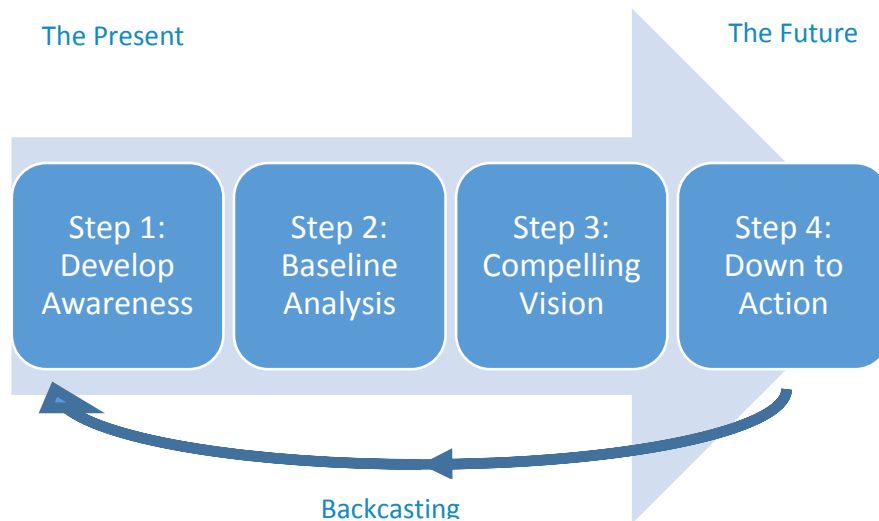 The Present
The Future
Step 1:
Develop
Awareness
Step 2:
Baseline
Analysis
Step 3:
Compelling
Vision
Step 4:
Down to
Action
Backcasting